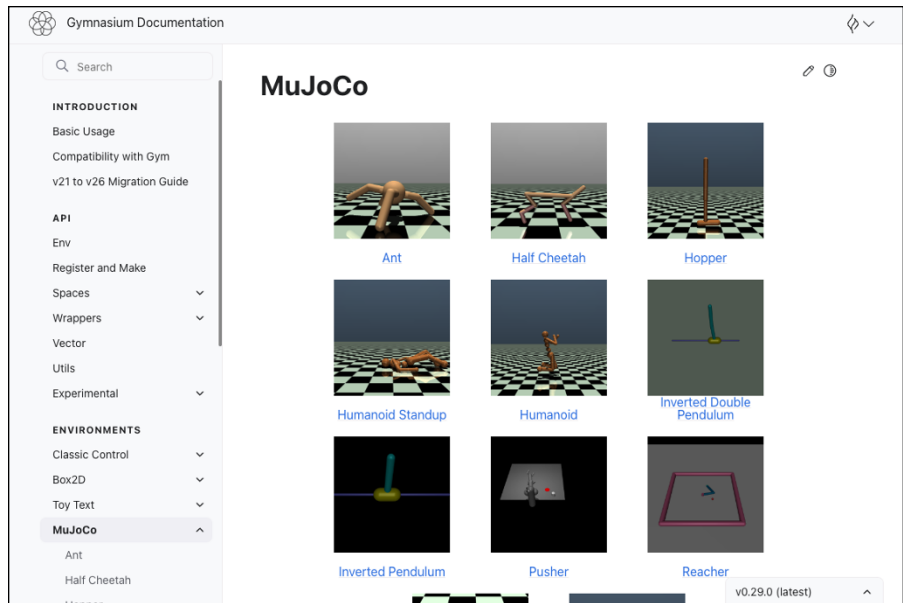 Gymnasium Documentation
Search
INTRODUCTION
Basic Usage
Compatibility with Gym
v21 to v26 Migration Guide
API
Env
Register and Make
Spaces
Wrappers
Vector
Utils
Experimental
ENVIRONMENTS
Classic Control
Box2D
Toy Text
MuJoCo
Ant
Half Cheetah
MuJoCo
Ant
Half Cheetah
Hopper
Humanoid Standup
Humanoid
Inverted Double
Pendulum
Inverted Pendulum
Pusher
Reacher
v0.29.0 (latest)